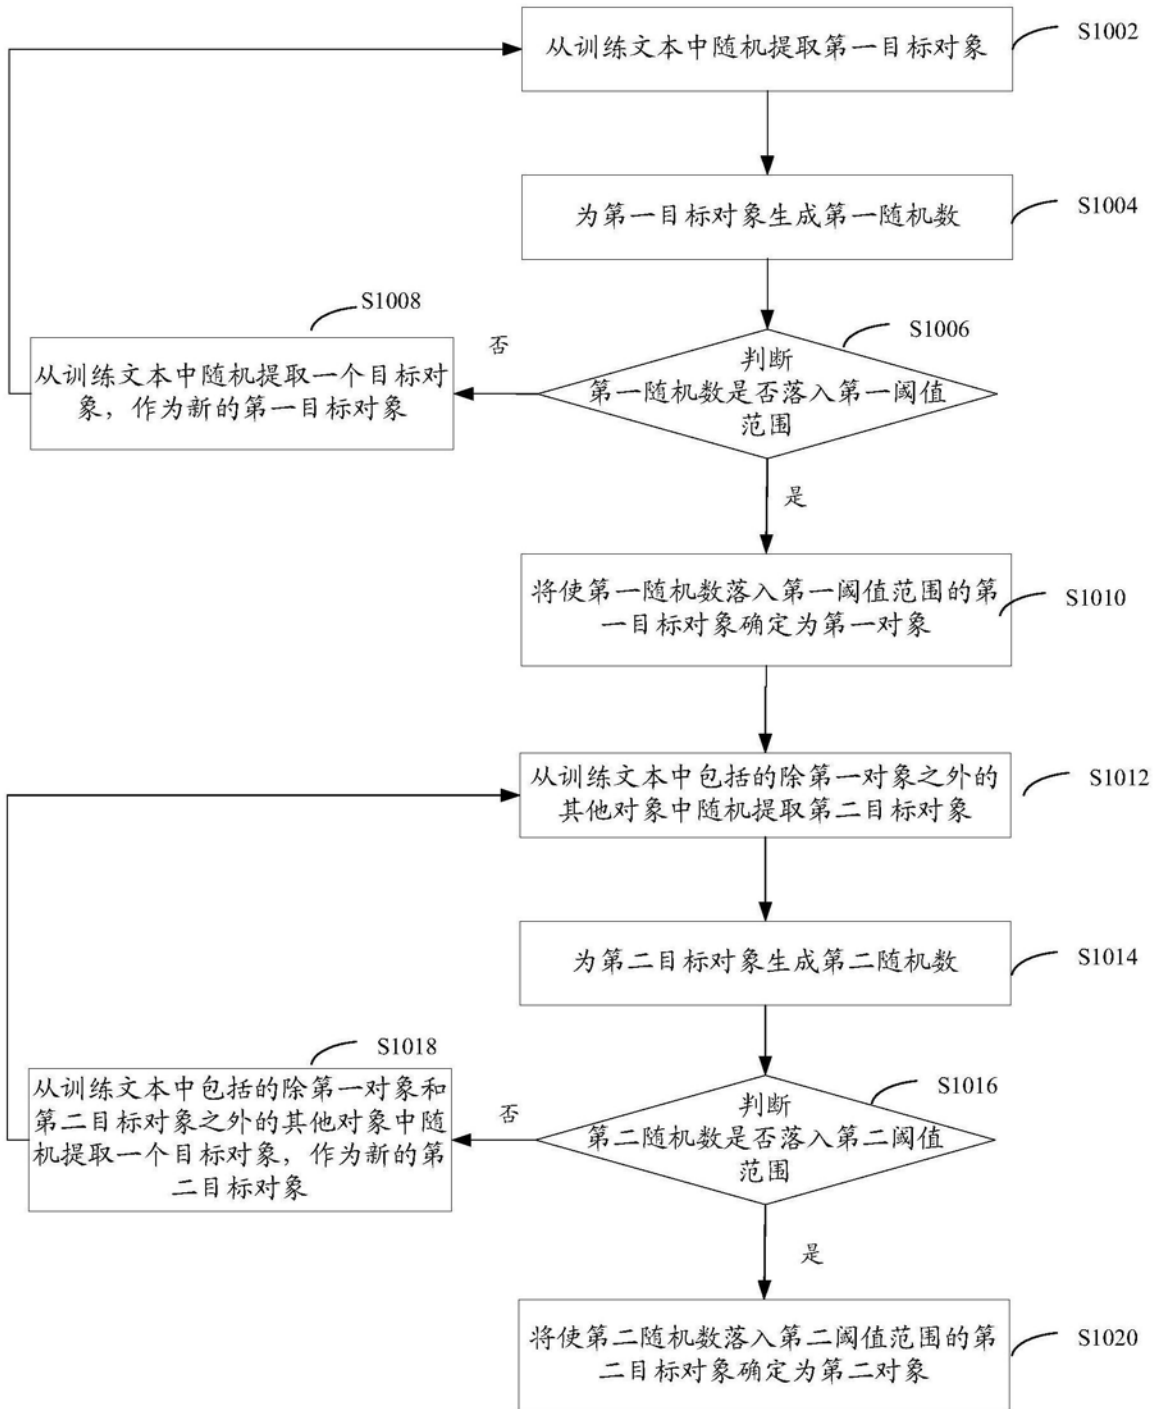 从训练文本中随机提取第一目标对象
S1002
为第一目标对象生成第一随机数
S1004
S1008
S1006
否
从训练文本中随机提取一个目标对
象，作为新的第一目标对象
判断
第一随机数是否落入第一阈值
范围
是
将使第一随机数落入第一阈值范围的第
一目标对象确定为第一对象
S1010
从训练文本中包括的除第一对象之外的
其他对象中随机提取第二目标对象
S1012
为第二目标对象生成第二随机数
S1014
S1018
S1016
从训练文本中包括的除第一对象和
第二目标对象之外的其他对象中随
机提取一个目标对象，作为新的第
二目标对象
否
判断
第二随机数是否落入第二阈值
范围
是
将使第二随机数落入第二阈值范围的第
二目标对象确定为第二对象
S1020